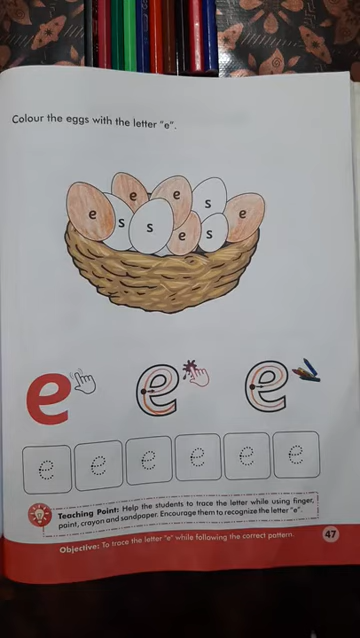 Colour the eggs with the letter "e".
e e e s e
s s e s
e e e
e e e e e e
Teaching Point: Help the students to trace the letter while using finger,
paint, crayon and sandpaper. Encourage them to recognize the letter "e".
Objective: To trace the letter "e" while following the correct pattern.
47